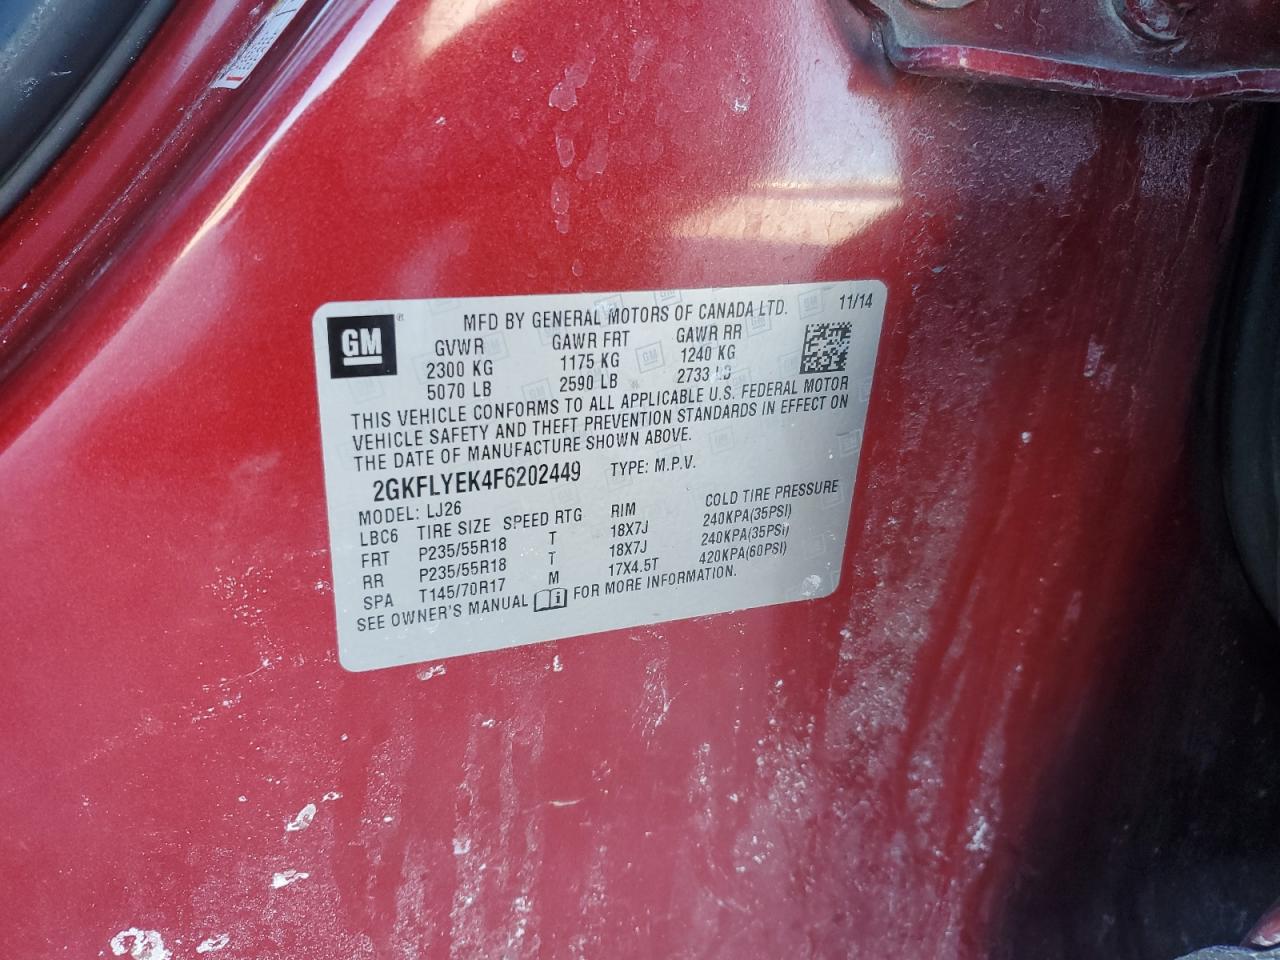 GM
MFD BY GENERAL MOTORS OF CANADA LTD. 11/14
GVWR GAWR FRT GAWR RR
2300 KG 1175 KG 1240 KG
5070 LB 2590 LB 2733 LB
THIS VEHICLE CONFORMS TO ALL APPLICABLE U.S. FEDERAL MOTOR
VEHICLE SAFETY AND THEFT PREVENTION STANDARDS IN EFFECT ON
THE DATE OF MANUFACTURE SHOWN ABOVE.
2GKFLYEK4F6202449 TYPE: M.P.V.
MODEL: LJ26
LBC6 TIRE SIZE SPEED RTG RIM COLD TIRE PRESSURE
FRT P235/55R18 T 18X7J 240KPA(35PSI)
RR P235/55R18 T 18X7J 240KPA(35PSI)
SPA T145/70R17 M 17X4.5T 420KPA(60PSI)
SEE OWNER'S MANUAL FOR MORE INFORMATION.